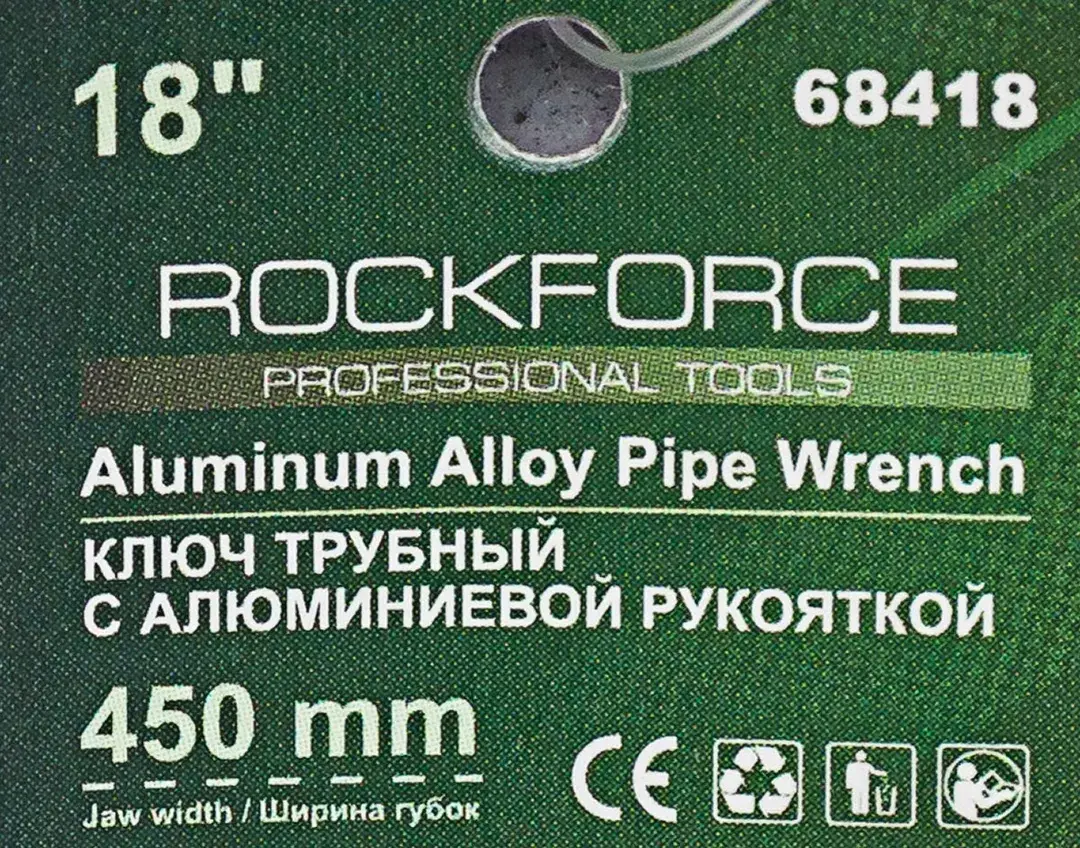 18"
68418
ROCKFORCE
PROFESSIONAL TOOLS
Aluminum Alloy Pipe Wrench
КЛЮЧ ТРУБНЫЙ
С АЛЮМИНИЕВОЙ РУКОЯТКОЙ
450 mm
Jaw width / Ширина губок
CE